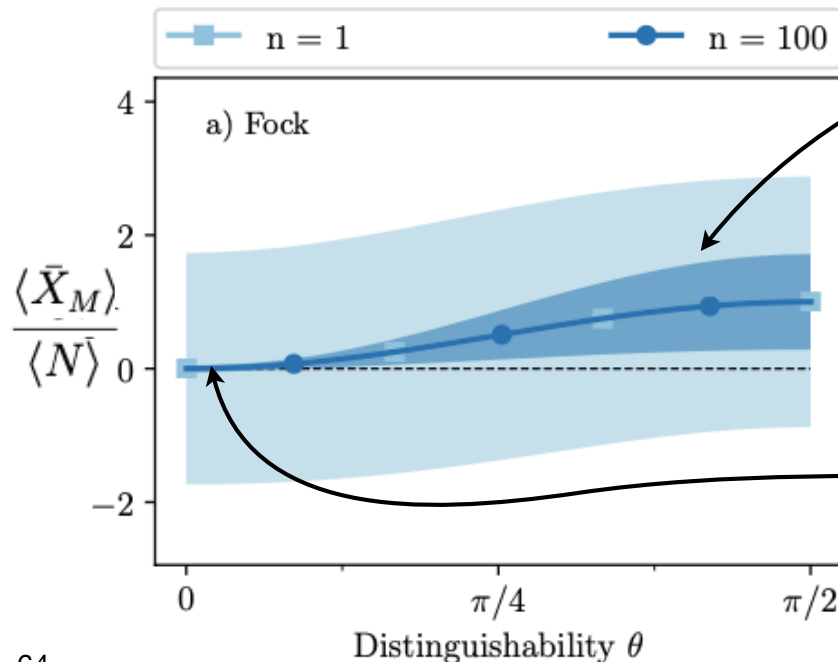 n = 1
n = 100
a) Fock
4
2
0
−2
⟨X̄_M⟩
⟨N⟩
0
π/4
π/2
Distinguishability θ